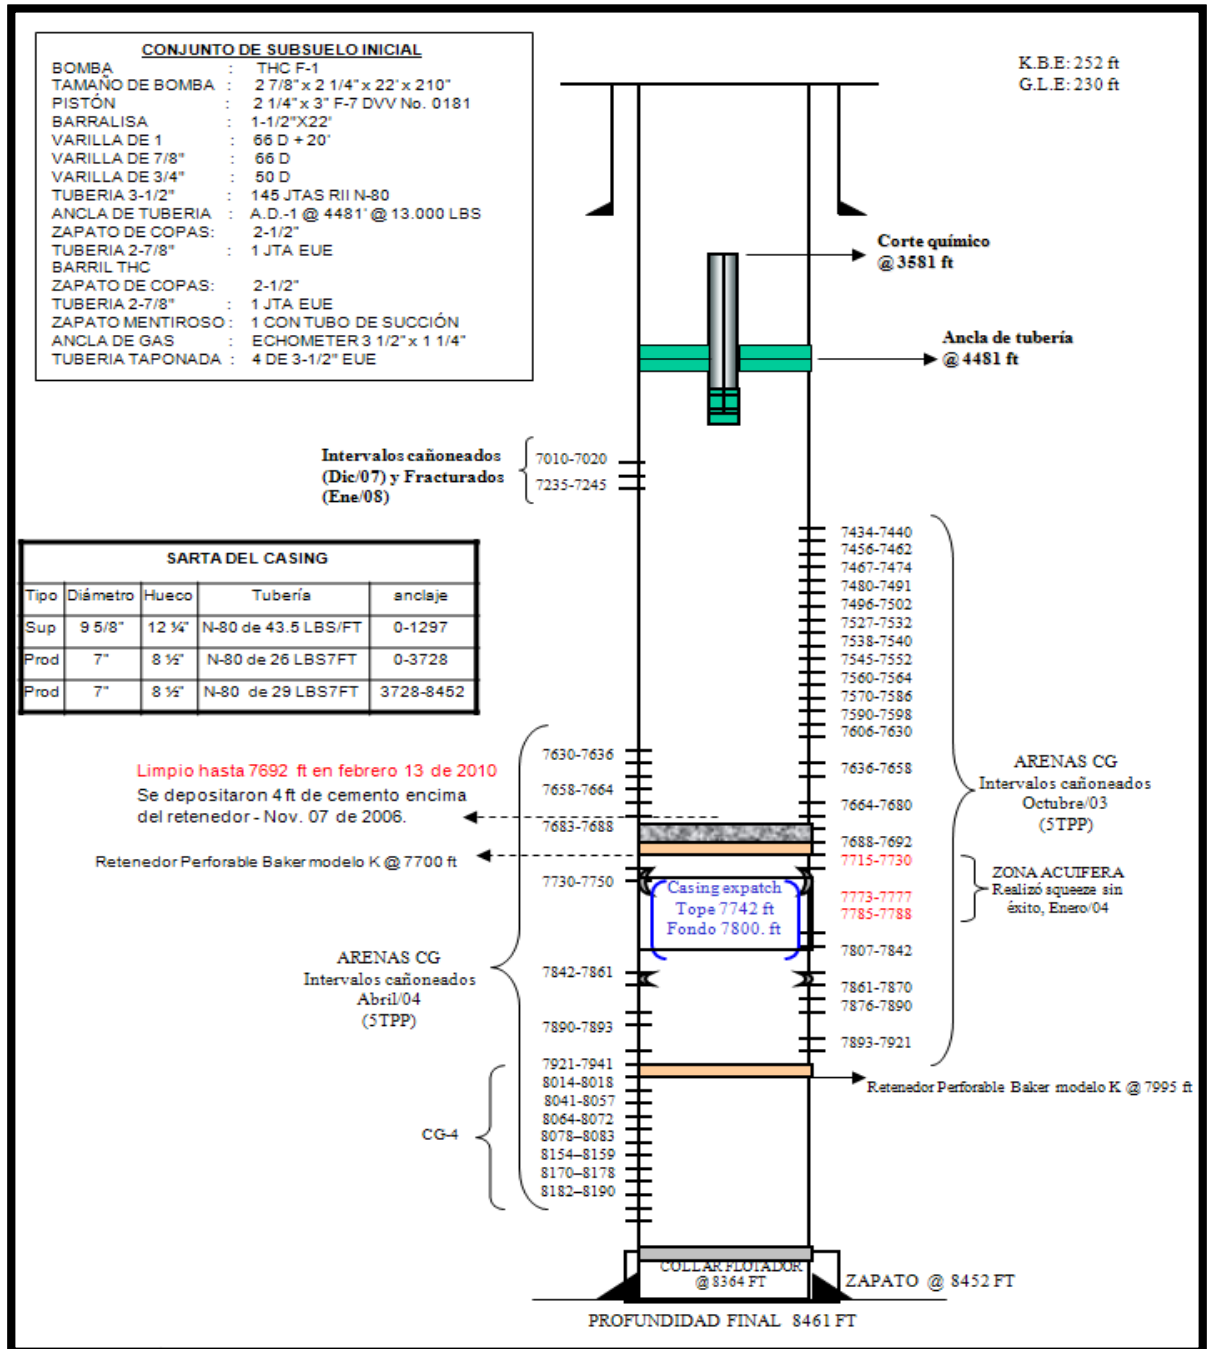 CONJUNTO DE SUBSUELO INICIAL
BOMBA : THC F-1
TAMAÑO DE BOMBA : 2 7/8" x 2 1/4" x 22' x 210"
PISTÓN : 2 1/4" x 3" F-7 DVV No. 0181
BARRALISA : 1-1/2"X22'
VARILLA DE 1 : 66 D + 20'
VARILLA DE 7/8" : 66 D
VARILLA DE 3/4" : 50 D
TUBERIA 3-1/2" : 145 JTAS RII N-80
ANCLA DE TUBERIA : A.D.-1 @ 4481' @ 13.000 LBS
ZAPATO DE COPAS: 2-1/2"
TUBERIA 2-7/8" : 1 JTA EUE
BARRIL THC
ZAPATO DE COPAS: 2-1/2"
TUBERIA 2-7/8" : 1 JTA EUE
ZAPATO MENTIROSO : 1 CON TUBO DE SUCCIÓN
ANCLA DE GAS : ECHOMETER 3 1/2" x 1 1/4"
TUBERIA TAPONADA : 4 DE 3-1/2" EUE
K.B.E: 252 ft
G.L.E: 230 ft
Corte químico
@ 3581 ft
Ancla de tubería
@ 4481 ft
Intervalos cañoneados
(Dic/07) y Fracturados
(Ene/08)
7010-7020
7235-7245
SARTA DEL CASING
Tipo Diámetro Hueco Tubería anclaje
Sup 9 5/8" 12 ¼" N-80 de 43.5 LBS/FT 0-1297
Prod 7" 8 ½" N-80 de 26 LBS7FT 0-3728
Prod 7" 8 ½" N-80 de 29 LBS7FT 3728-8452
7434-7440
7456-7462
7467-7474
7480-7491
7496-7502
7527-7532
7538-7540
7545-7552
7560-7564
7570-7586
7590-7598
7606-7630
7636-7658
7664-7680
7688-7692
7715-7730
7773-7777
7785-7788
7807-7842
7861-7870
7876-7890
7893-7921
ARENAS CG
Intervalos cañoneados
Octubre/03
(5TPP)
ZONA ACUIFERA
Realizó squeeze sin
éxito, Enero/04
Limpio hasta 7692 ft en febrero 13 de 2010
Se depositaron 4 ft de cemento encima
del retenedor - Nov. 07 de 2006.
Retenedor Perforable Baker modelo K @ 7700 ft
7630-7636
7658-7664
7683-7688
7730-7750
7842-7861
7890-7893
7921-7941
8014-8018
8041-8057
8064-8072
8078–8083
8154–8159
8170–8178
8182–8190
Casing expatch
Tope 7742 ft
Fondo 7800. ft
ARENAS CG
Intervalos cañoneados
Abril/04
(5TPP)
CG-4
Retenedor Perforable Baker modelo K @ 7995 ft
COLLAR FLOTADOR
@ 8364 FT
ZAPATO @ 8452 FT
PROFUNDIDAD FINAL 8461 FT